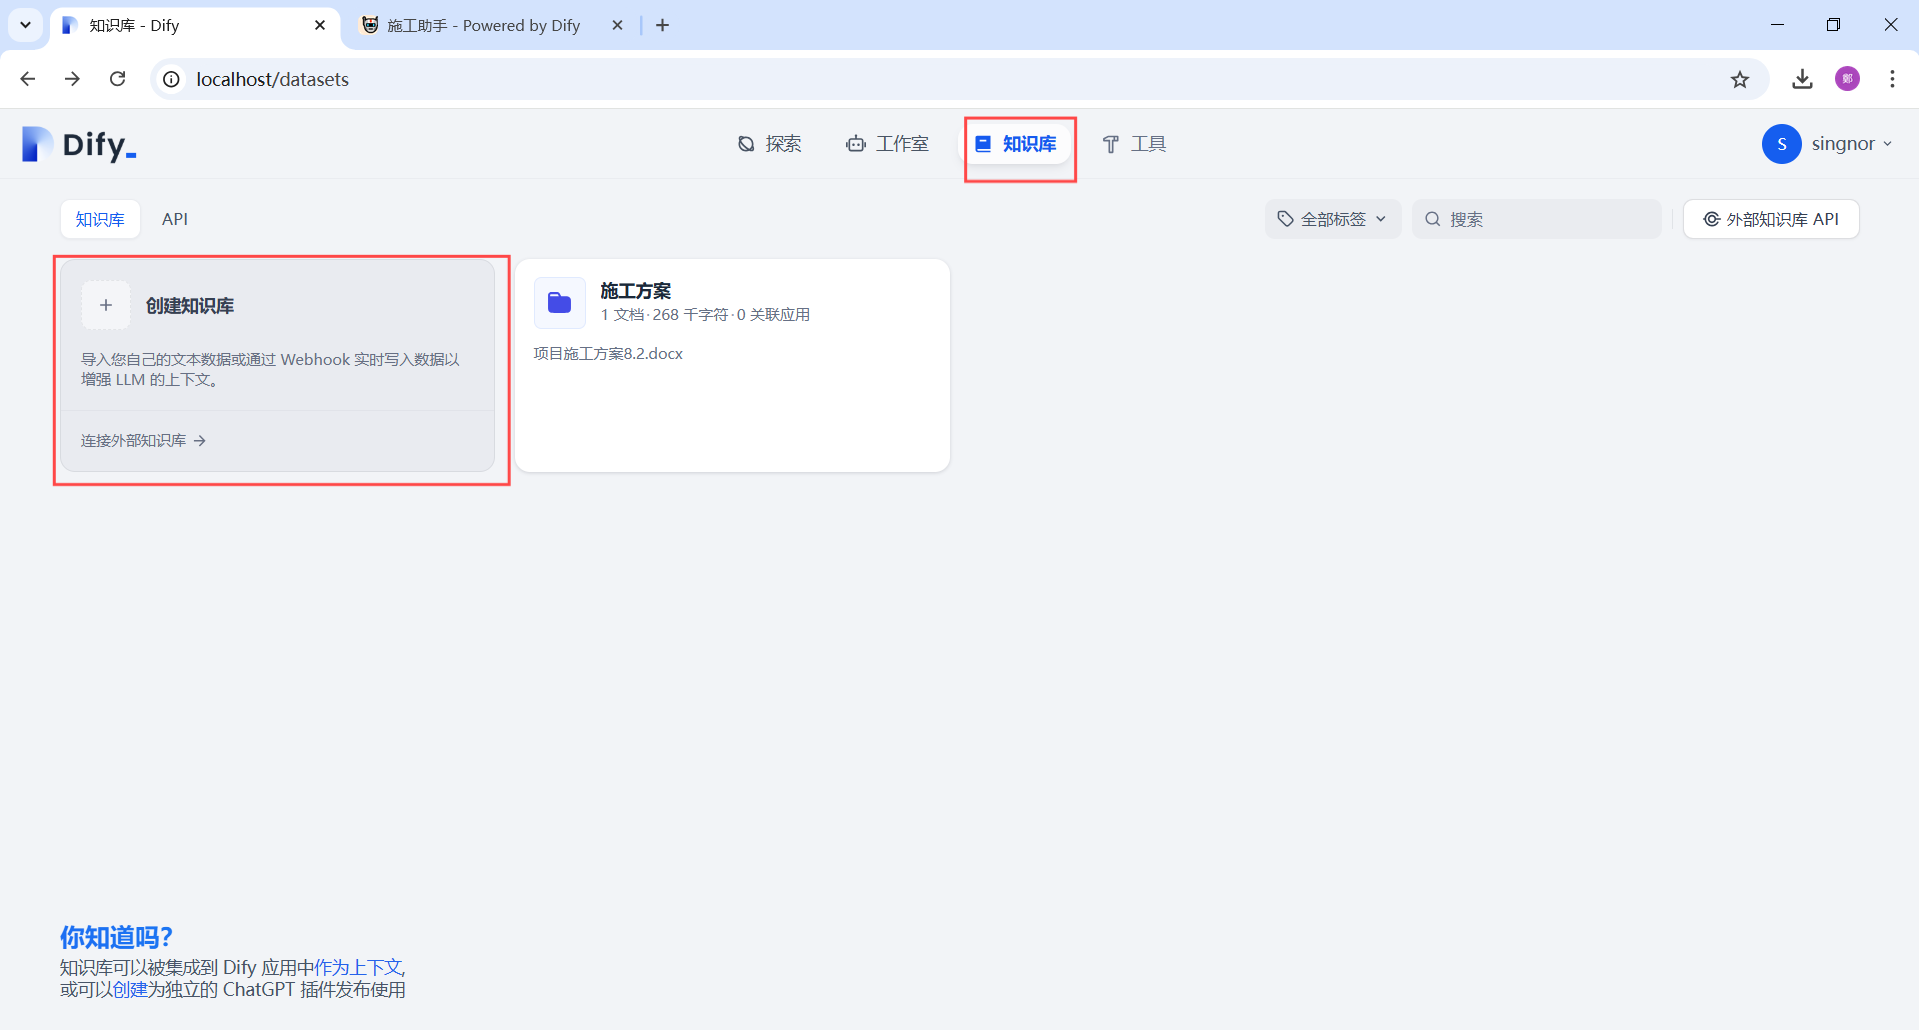 知识库 - Dify
施工助手 - Powered by Dify
localhost/datasets
鄭
Dify_
探索
工作室
知识库
工具
S
singnor
知识库
API
全部标签
搜索
外部知识库 API
创建知识库
导入您自己的文本数据或通过 Webhook 实时写入数据以
增强 LLM 的上下文。
连接外部知识库
施工方案
1 文档·268 千字符·0 关联应用
项目施工方案8.2.docx
你知道吗?
知识库可以被集成到 Dify 应用中作为上下文,
或可以创建为独立的 ChatGPT 插件发布使用